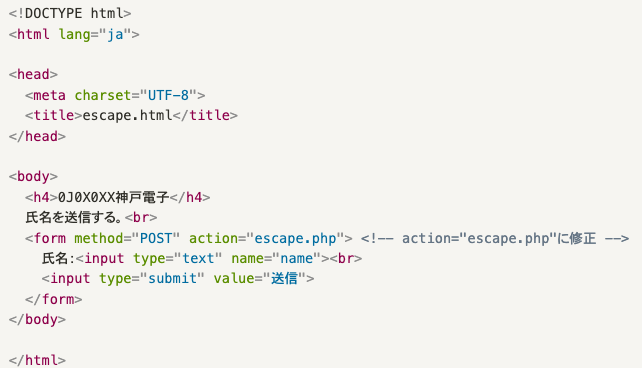 <!DOCTYPE html>
<html lang="ja">
<head>
<meta charset="UTF-8">
<title>escape.html</title>
</head>
<body>
<h4>0J0X0XX神戸電子</h4>
氏名を送信する。<br>
<form method="POST" action="escape.php"> <!-- action="escape.php"に修正 -->
氏名:<input type="text" name="name"><br>
<input type="submit" value="送信">
</form>
</body>
</html>